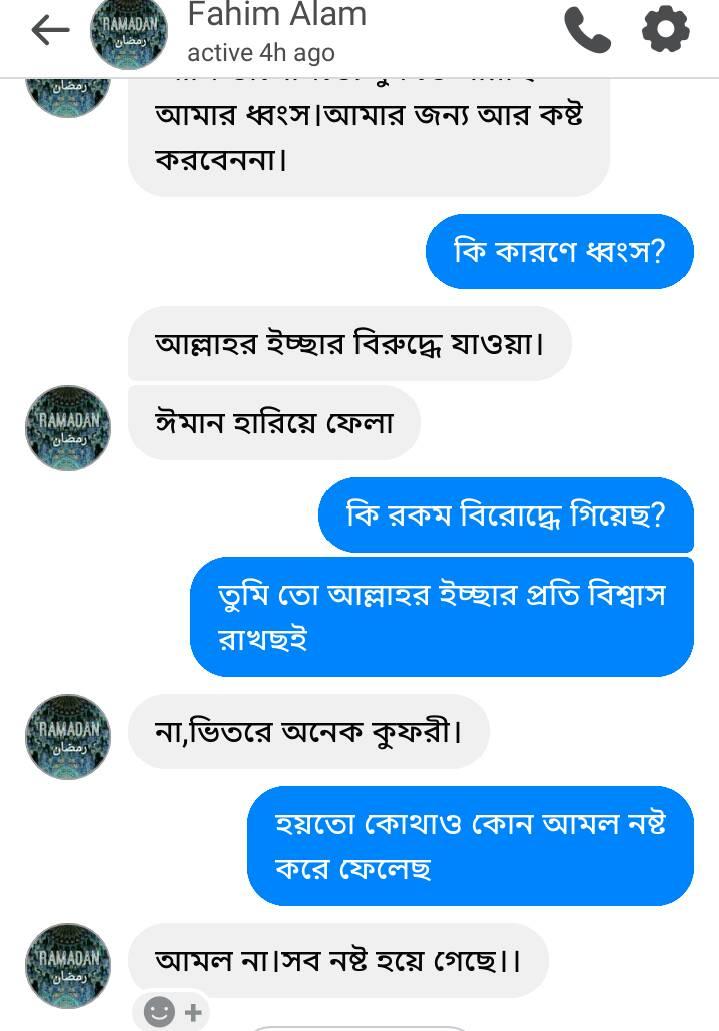 Fahim Alam
active 4h ago
RAMADAN
رمضان
رمضان
আমার ধ্বংস।আমার জন্য আর কষ্ট
করবেননা।
কি কারণে ধ্বংস?
আল্লাহর ইচ্ছার বিরুদ্ধে যাওয়া।
ঈমান হারিয়ে ফেলা
RAMADAN
رمضان
কি রকম বিরোদ্ধে গিয়েছ?
তুমি তো আল্লাহর ইচ্ছার প্রতি বিশ্বাস
রাখছই
না,ভিতরে অনেক কুফরী।
RAMADAN
رمضان
হয়তো কোথাও কোন আমল নষ্ট
করে ফেলেছ
আমল না।সব নষ্ট হয়ে গেছে।।
RAMADAN
رمضان